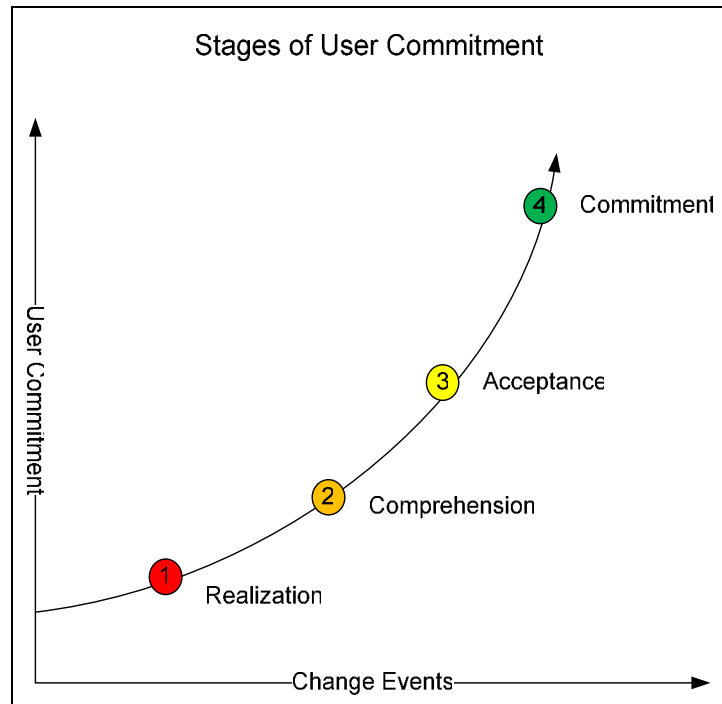 Stages of User Commitment
4
Commitment
User Commitment
3
Acceptance
2
Comprehension
1
Realization
Change Events